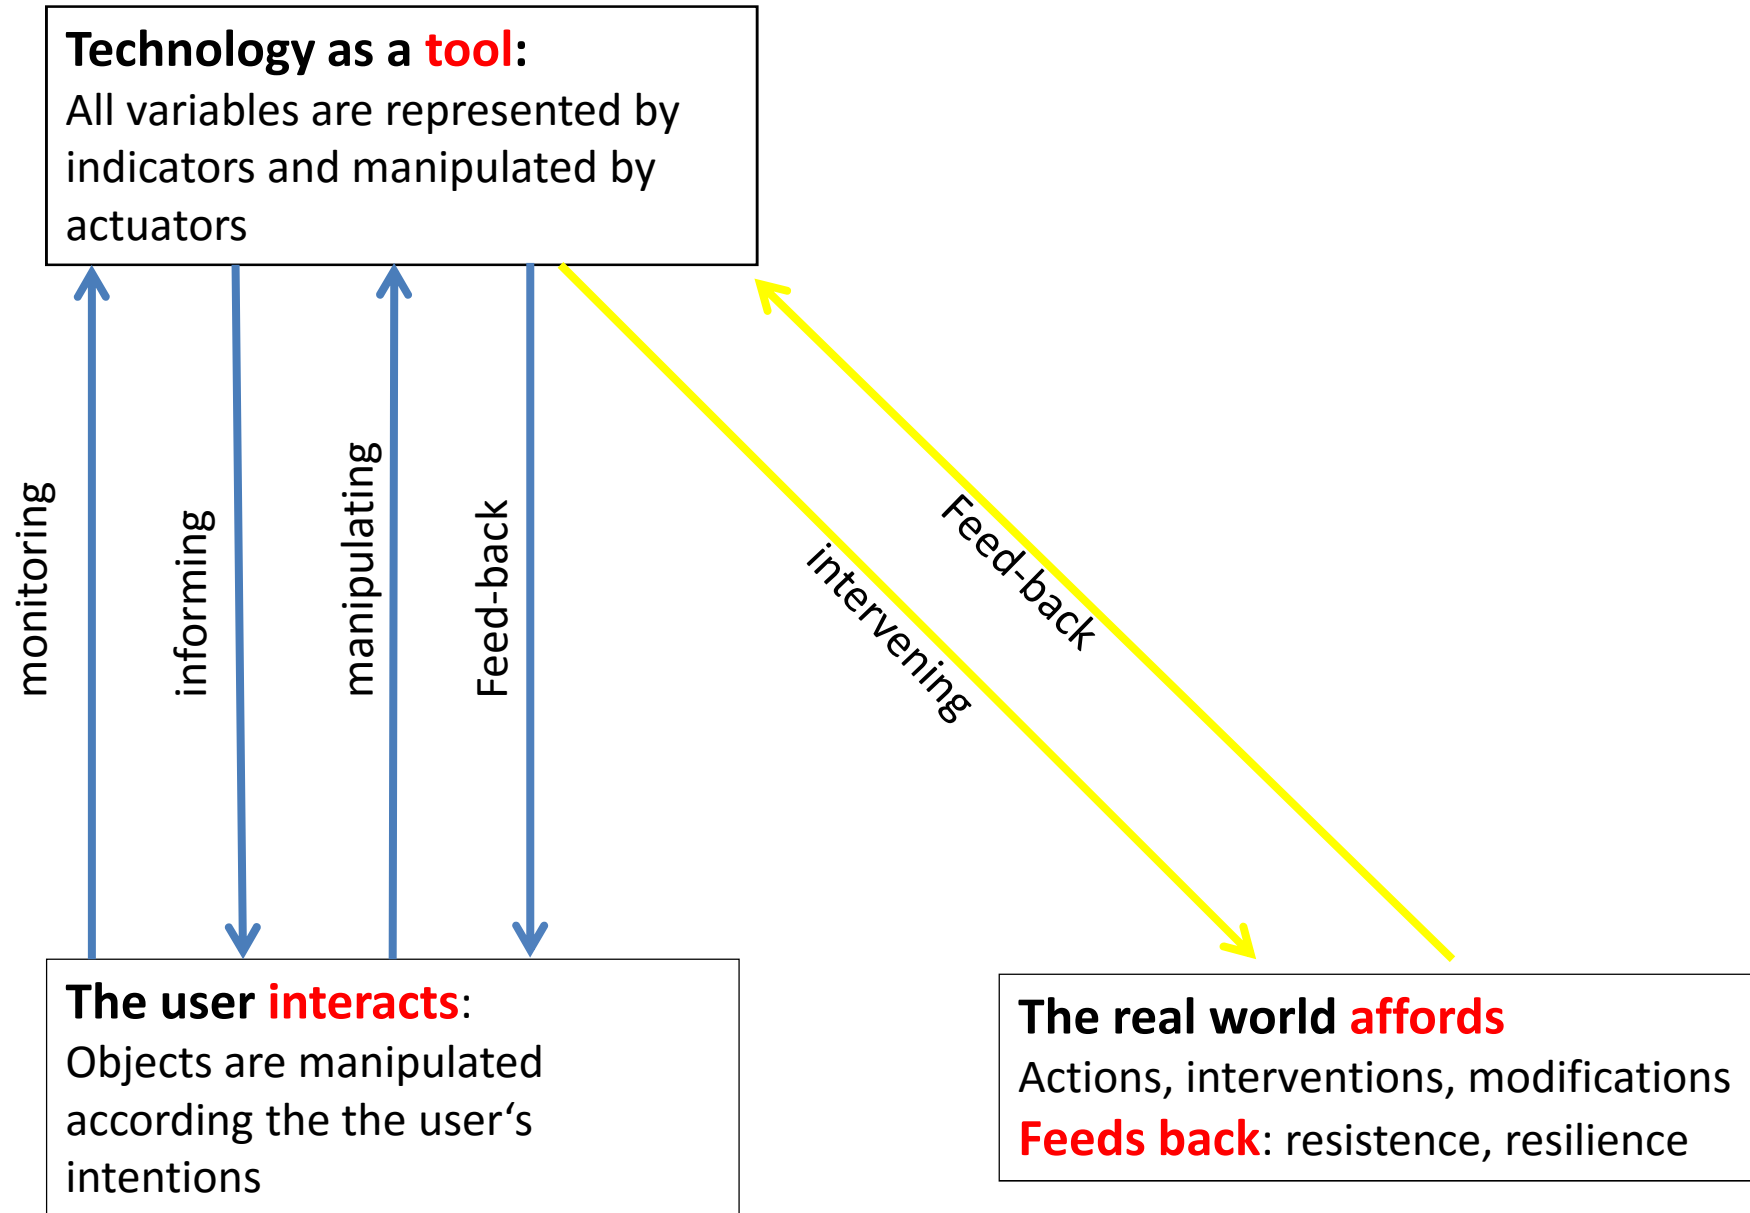 Technology as a tool:
All variables are represented by
indicators and manipulated by
actuators
monitoring
informing
manipulating
Feed-back
intervening
Feed-back
The user interacts:
Objects are manipulated
according the the user‘s
intentions
The real world affords
Actions, interventions, modifications
Feeds back: resistence, resilience